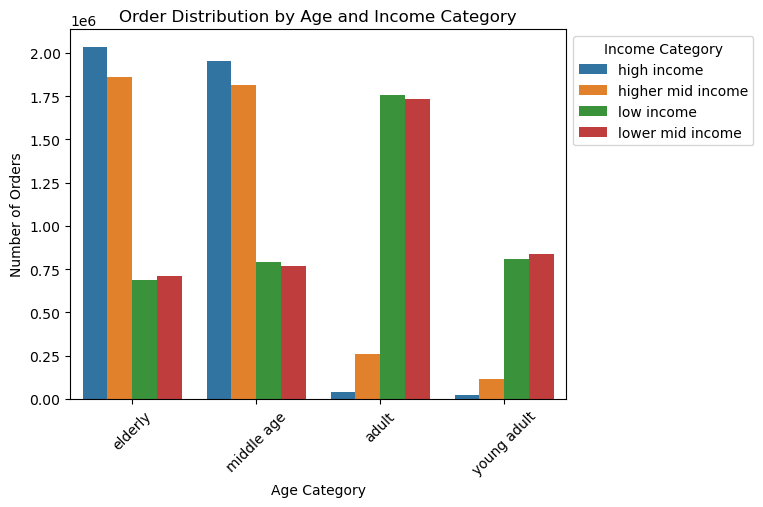 Order Distribution by Age and Income Category
1e6
2.00
1.75
1.50
1.25
1.00
0.75
0.50
0.25
0.00
Number of Orders
elderly
middle age
adult
young adult
Age Category
Income Category
high income
higher mid income
low income
lower mid income